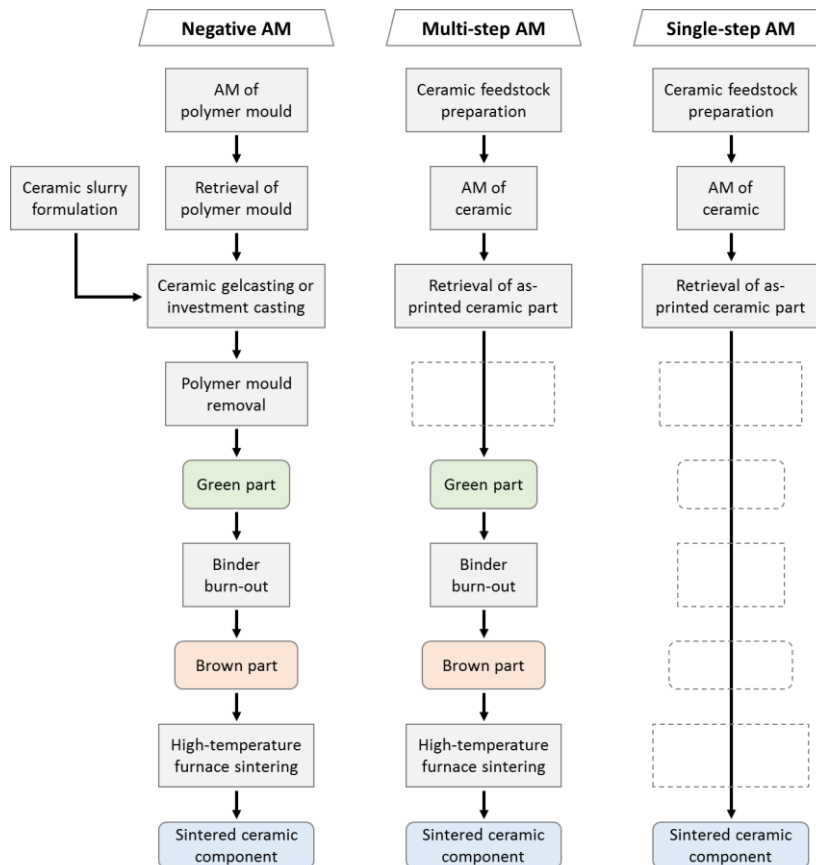 Negative AM
Multi-step AM
Single-step AM
AM of
polymer mould
Ceramic feedstock
preparation
Ceramic feedstock
preparation
Ceramic slurry
formulation
Retrieval of
polymer mould
AM of
ceramic
AM of
ceramic
Ceramic gelcasting or
investment casting
Retrieval of as-
printed ceramic part
Retrieval of as-
printed ceramic part
Polymer mould
removal
Green part
Green part
Binder
burn-out
Binder
burn-out
Brown part
Brown part
High-temperature
furnace sintering
High-temperature
furnace sintering
Sintered ceramic
component
Sintered ceramic
component
Sintered ceramic
component